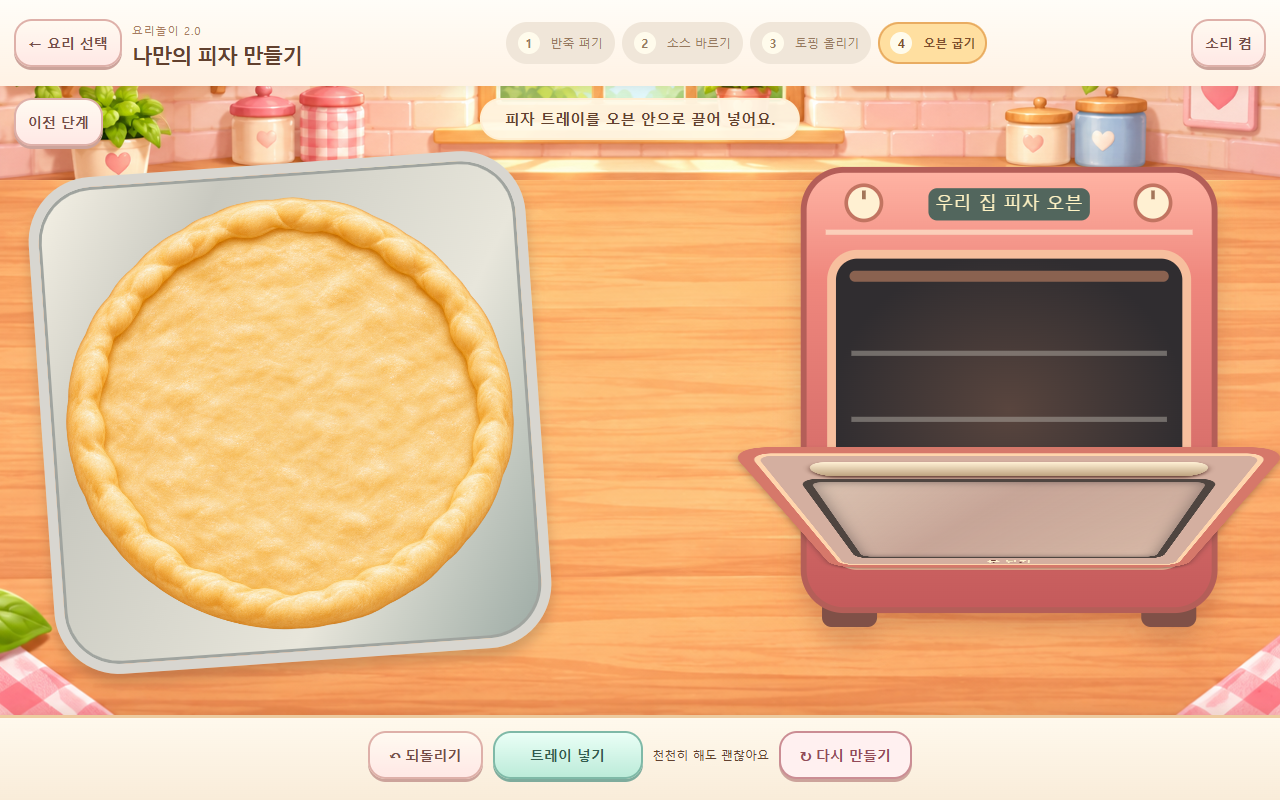 ← 요리 선택
요리놀이 2.0
나만의 피자 만들기
1 반죽 펴기
2 소스 바르기
3 토핑 올리기
4 오븐 굽기
소리 켬
이전 단계
피자 트레이를 오븐 안으로 끌어 넣어요.
우리 집 피자 오븐
↶ 되돌리기
트레이 넣기
천천히 해도 괜찮아요
↻ 다시 만들기